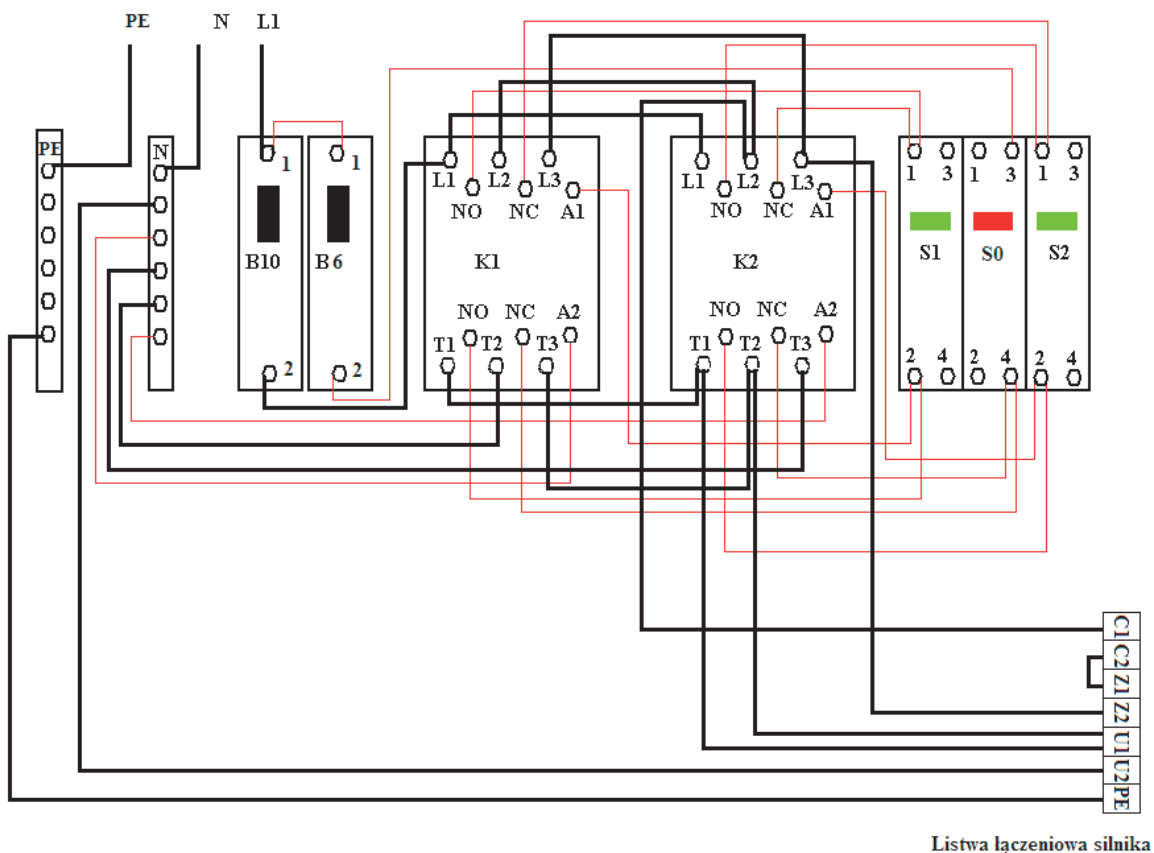 PE N L1
PE N 1 1 L1 L2 L3 L1 L2 L3 1 3 1 3 1 3
NO NC A1 NO NC A1
B10 B6 K1 K2 S1 S0 S2
NO NC A2 NO NC A2
T1 T2 T3 T1 T2 T3
2 2 2 4 2 4 2 4
C1
C2
Z1
Z2
U1
U2
PE
Listwa łączeniowa silnika